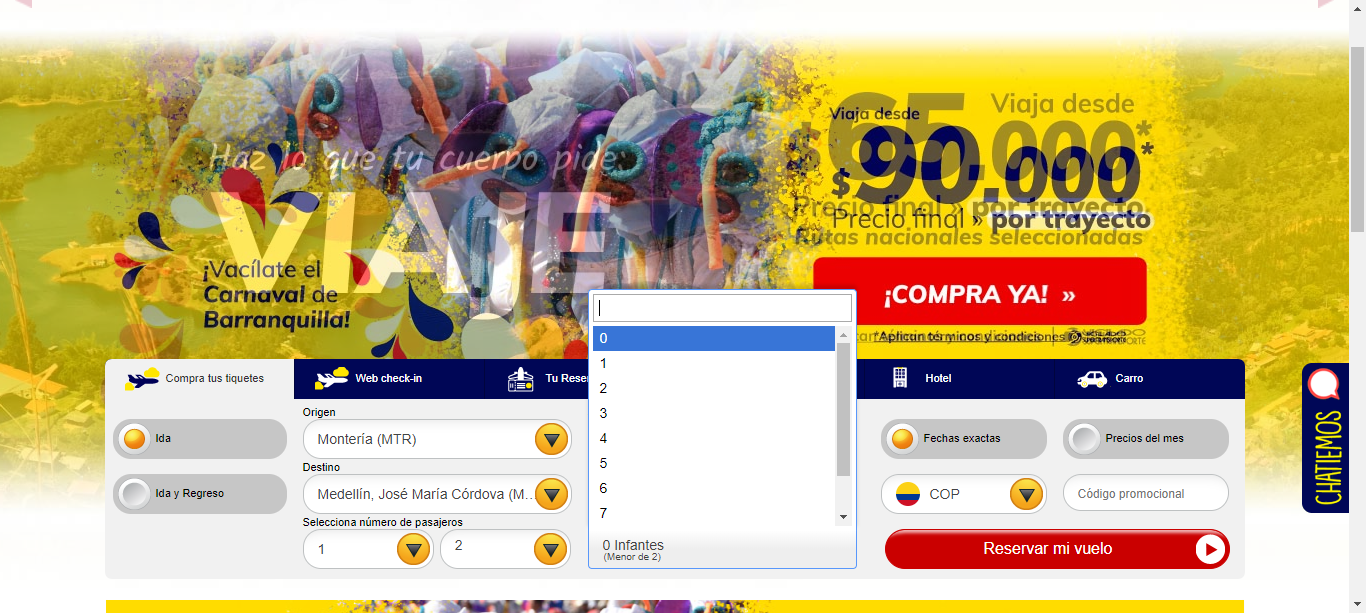 Haz lo que tu cuerpo pide
VIAJE
¡Vacílate el
Carnaval de
Barranquilla!
Viaja desde
Viaja desde
$65.000*
$90.000*
Precio final » por trayecto
Precio final » por trayecto
Rutas nacionales seleccionadas
¡COMPRA YA! »
*Aplican términos y condiciones
Compra tus tiquetes
Web check-in
Tu Rese
Hotel
Carro
Ida
Ida y Regreso
Origen
Montería (MTR)
Destino
Medellín, José María Córdova (M...
Selecciona número de pasajeros
1
2
0
1
2
3
4
5
6
7
0 Infantes
(Menor de 2)
Fechas exactas
Precios del mes
COP
Código promocional
Reservar mi vuelo
CHATIEMOS